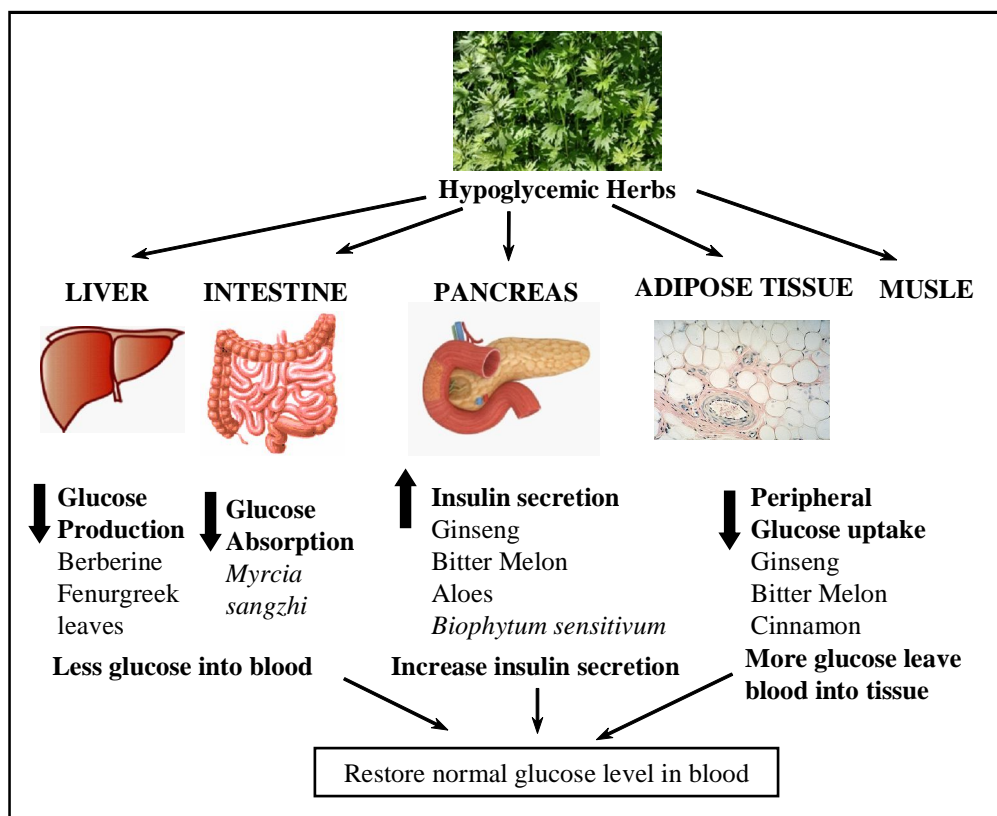 Hypoglycemic Herbs
LIVER
INTESTINE
PANCREAS
ADIPOSE TISSUE
MUSLE
Glucose
Production
Berberine
Fenurgreek
leaves
Glucose
Absorption
Myrcia
sangzhi
Insulin secretion
Ginseng
Bitter Melon
Aloes
Biophytum sensitivum
Peripheral
Glucose uptake
Ginseng
Bitter Melon
Cinnamon
Less glucose into blood
Increase insulin secretion
More glucose leave
blood into tissue
Restore normal glucose level in blood